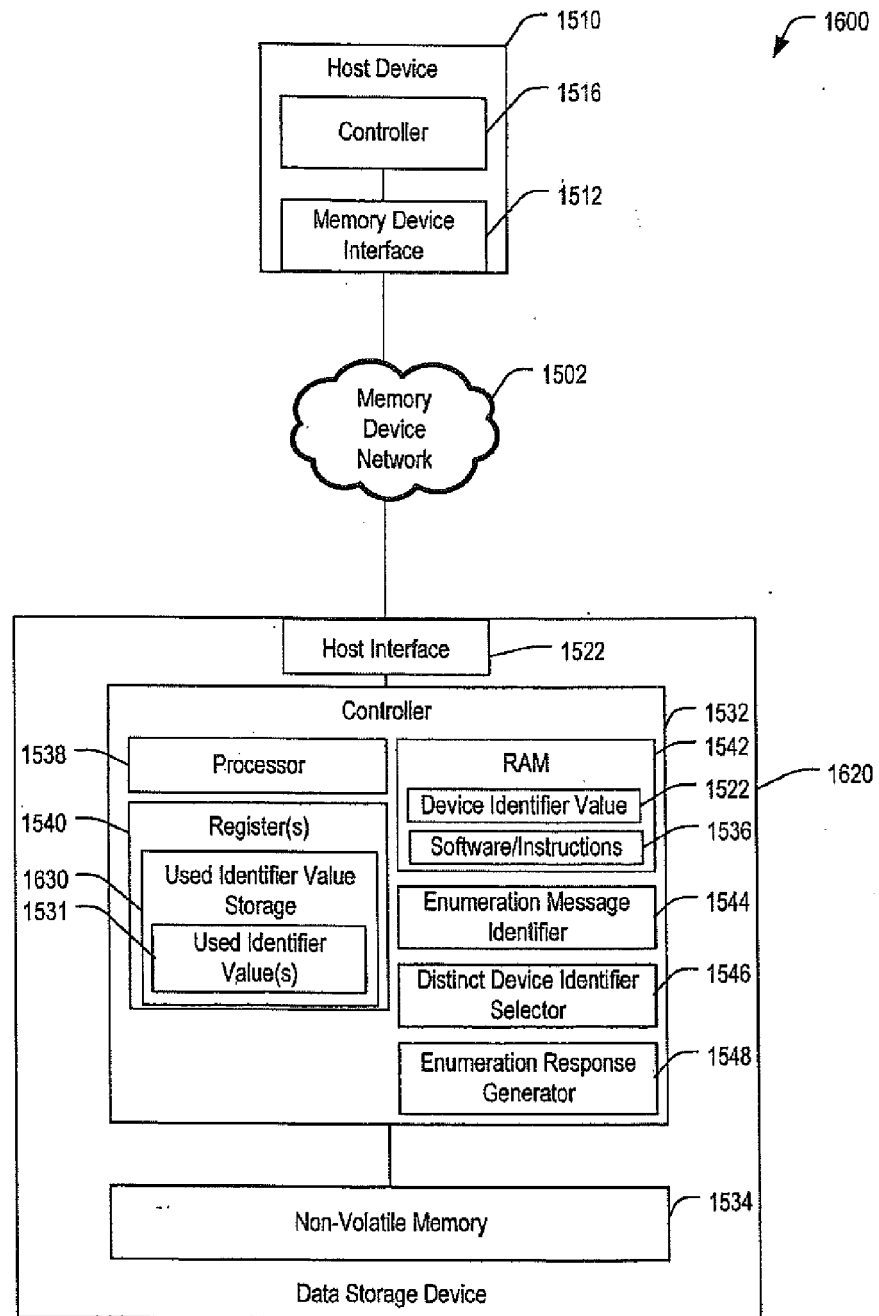 1600
1510
Host Device
1516
Controller
1512
Memory Device
Interface
1502
Memory
Device
Network
Host Interface
1522
Controller
1532
1538
Processor
1542
RAM
1620
1522
Device Identifier Value
1540
Register(s)
1536
Software/Instructions
1630
Used Identifier Value
Storage
1531
Used Identifier
Value(s)
Enumeration Message
Identifier
1544
Distinct Device Identifier
Selector
1546
Enumeration Response
Generator
1548
Non-Volatile Memory
1534
Data Storage Device